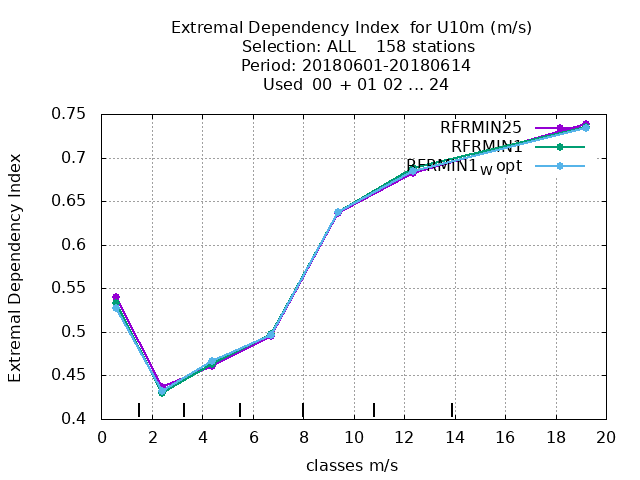 Extremal Dependency Index for U10m (m/s)
Selection: ALL 158 stations
Period: 20180601-20180614
Used 00 + 01 02 ... 24
Extremal Dependency Index
0.75
0.7
0.65
0.6
0.55
0.5
0.45
0.4
RFRMIN25
RFRMIN1
RFRMIN1W opt
0 2 4 6 8 10 12 14 16 18 20
classes m/s